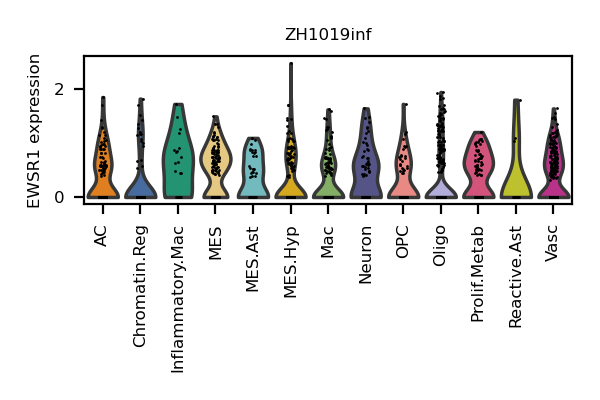 ZH1019inf
EWSR1 expression
2
0
AC
Chromatin.Reg
Inflammatory.Mac
MES
MES.Ast
MES.Hyp
Mac
Neuron
OPC
Oligo
Prolif.Metab
Reactive.Ast
Vasc